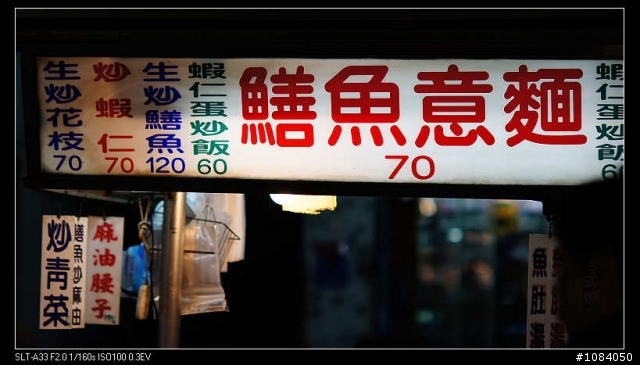 生炒花枝 70
炒蝦仁 70
生炒鱔魚 120
蝦仁蛋炒飯 60
鱔魚意麵 70
蝦仁蛋炒飯
炒青菜
鱔魚炒麻油
麻油腰子
魚肚
SLT-A33 F2.0 1/160s ISO100 0.3EV
#1084050